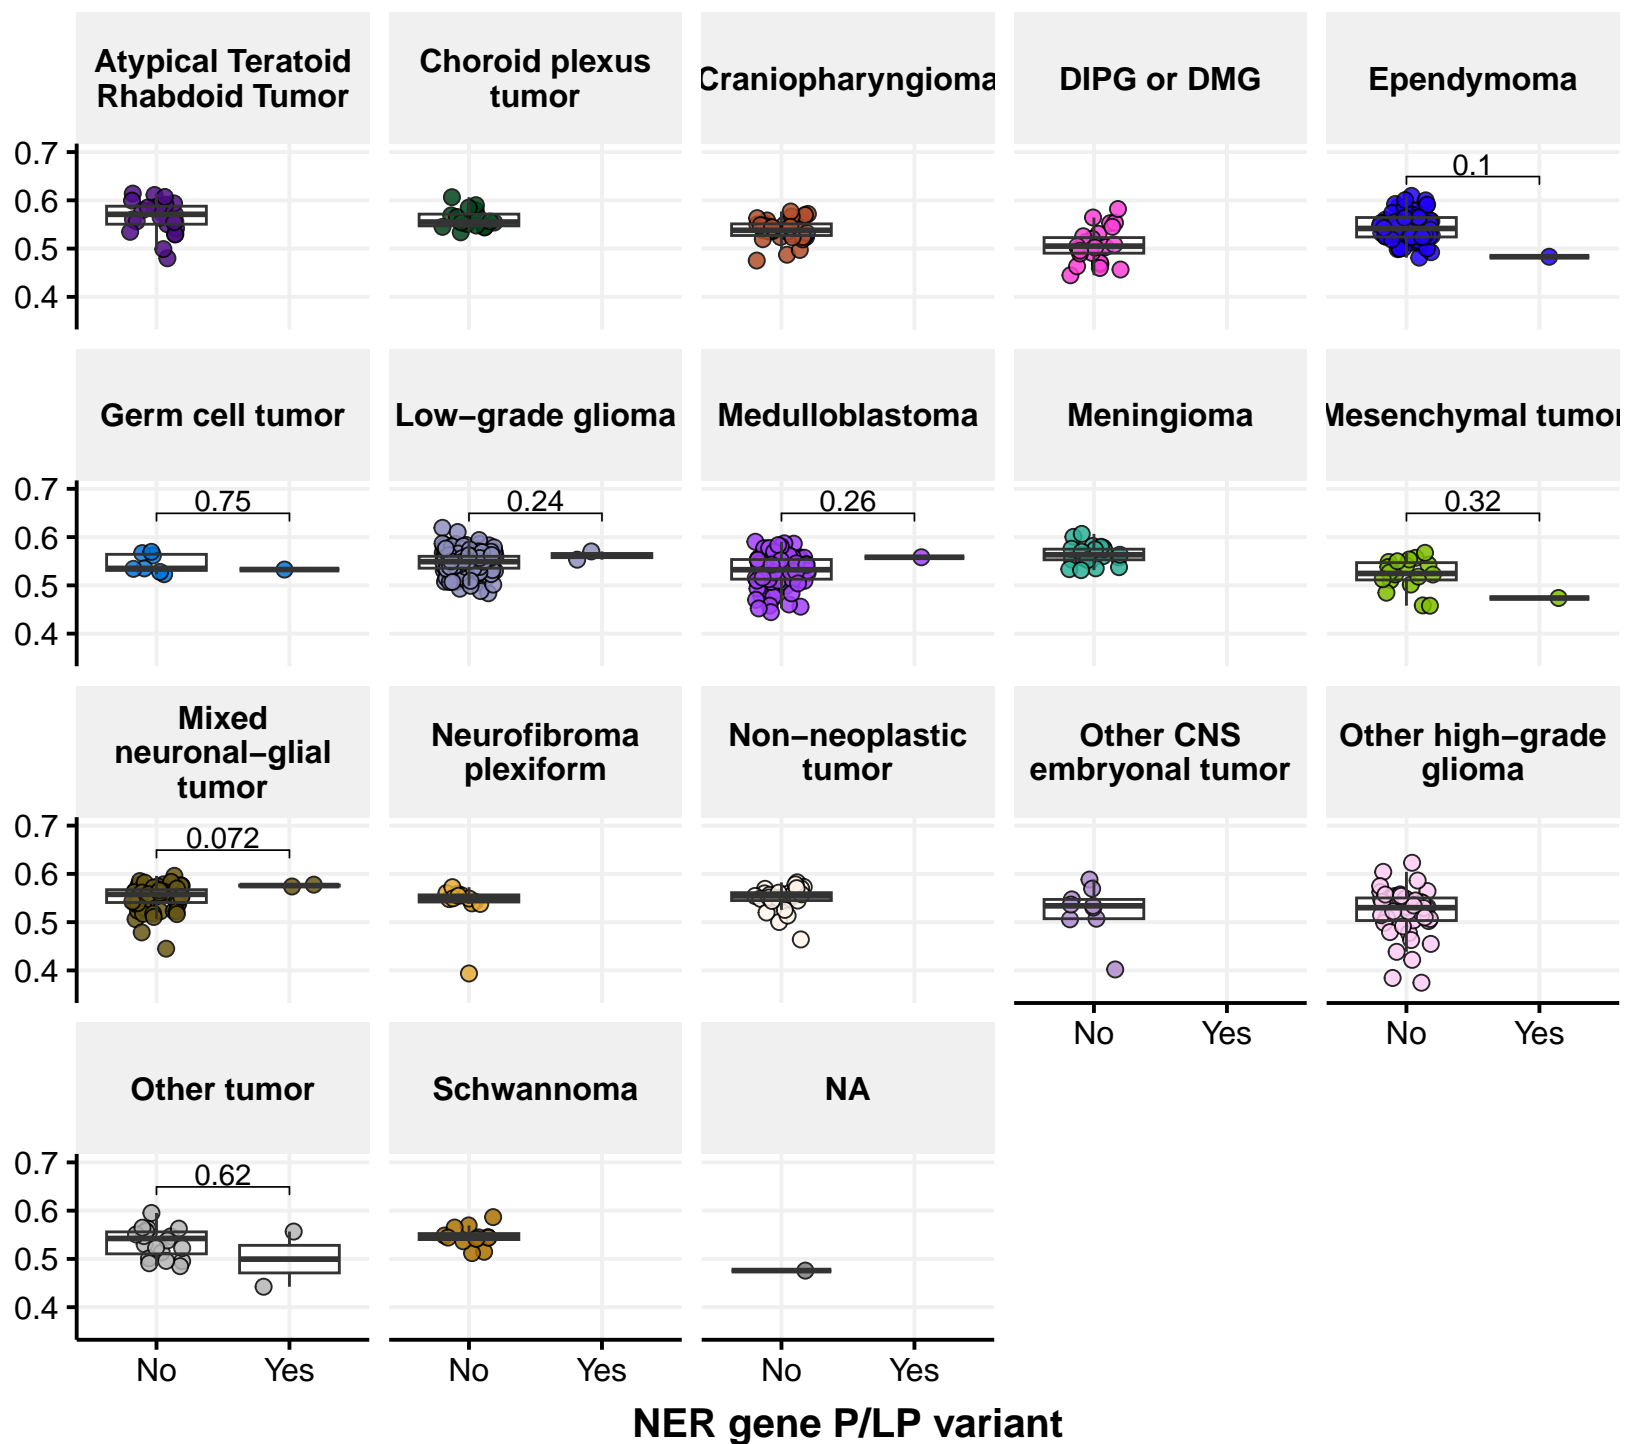 Atypical Teratoid
Rhabdoid Tumor
Choroid plexus
tumor
Craniopharyngioma
DIPG or DMG
Ependymoma
0.7
0.6
0.5
0.4
0.1
Germ cell tumor
Low−grade glioma
Medulloblastoma
Meningioma
Mesenchymal tumor
0.7
0.6
0.5
0.4
0.75
0.24
0.26
0.32
Mixed
neuronal−glial
tumor
Neurofibroma
plexiform
Non−neoplastic
tumor
Other CNS
embryonal tumor
Other high−grade
glioma
0.7
0.6
0.5
0.4
0.072
No
Yes
No
Yes
Other tumor
Schwannoma
NA
0.7
0.6
0.5
0.4
0.62
No
Yes
No
Yes
No
Yes
NER gene P/LP variant